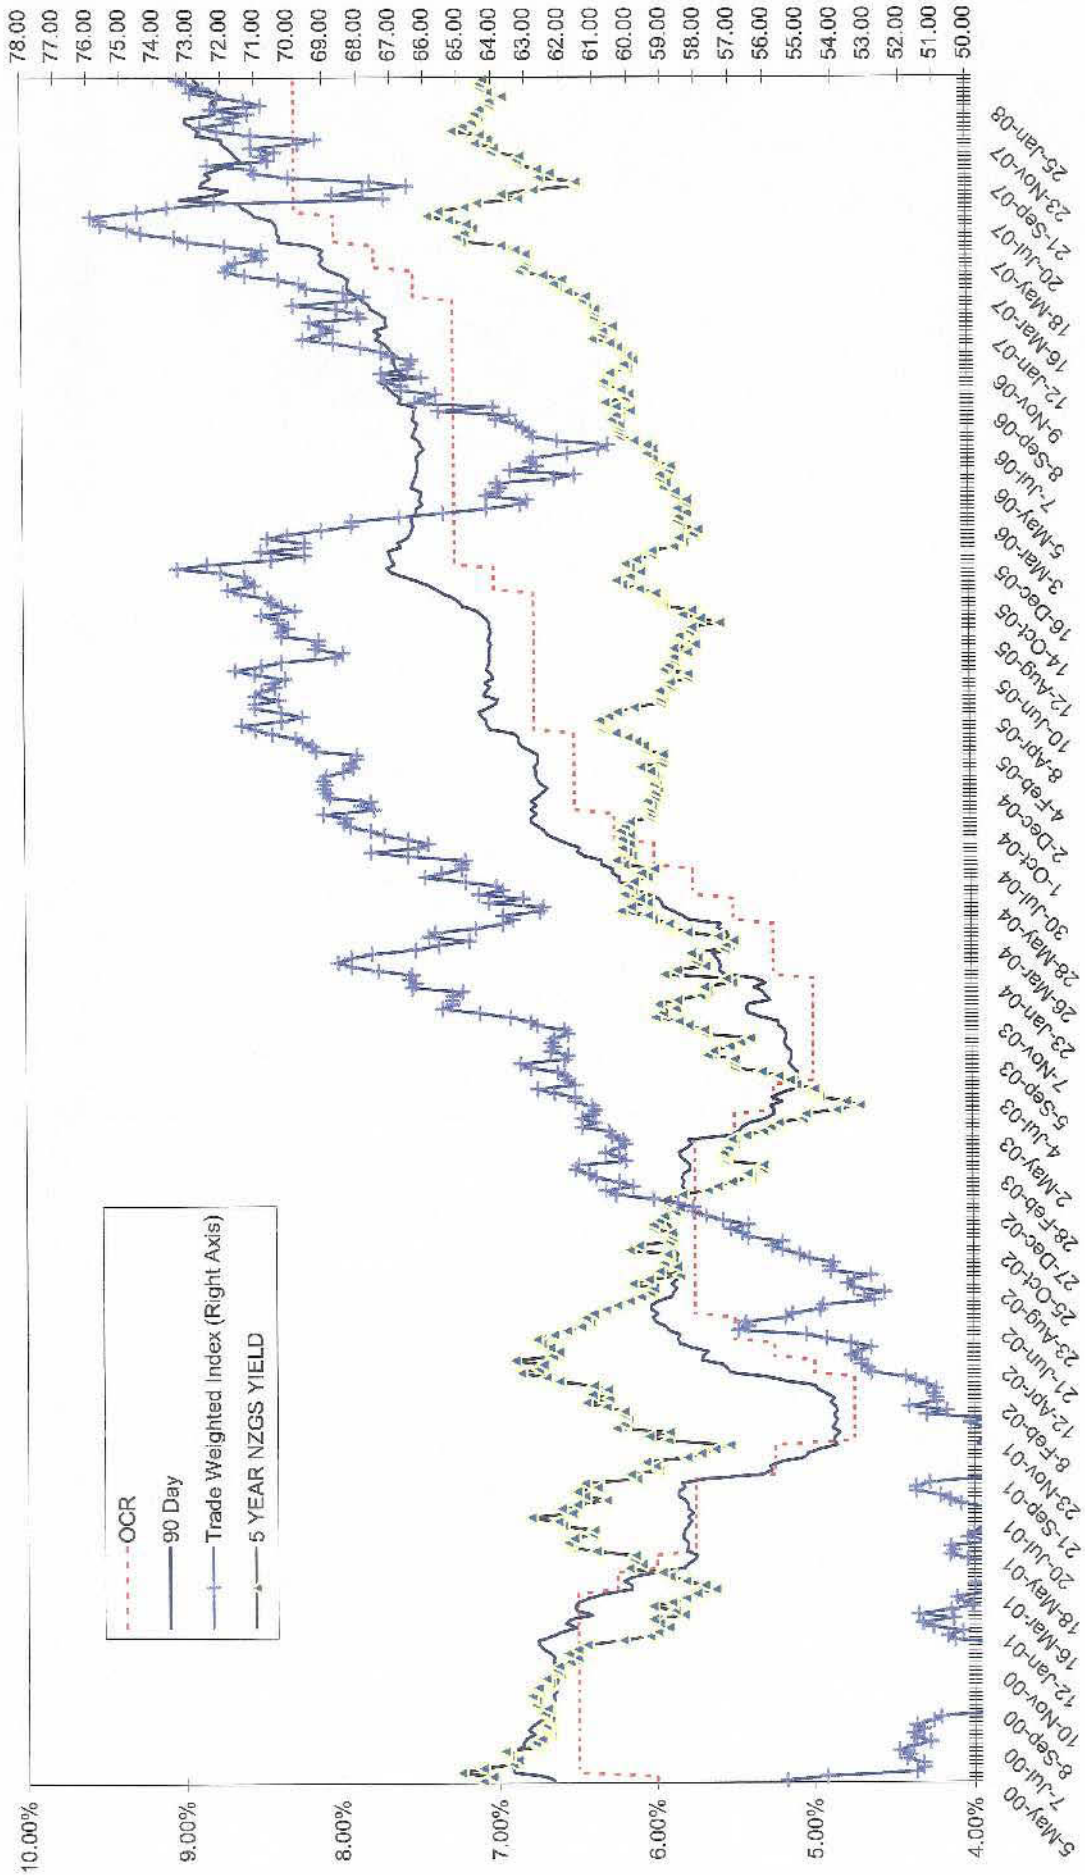 10.00%
9.00%
8.00%
7.00%
6.00%
5.00%
4.00%
OCR
90 Day
Trade Weighted Index (Right Axis)
5 YEAR NZGS YIELD
78.00
77.00
76.00
75.00
74.00
73.00
72.00
71.00
70.00
69.00
68.00
67.00
66.00
65.00
64.00
63.00
62.00
61.00
60.00
59.00
58.00
57.00
56.00
55.00
54.00
53.00
52.00
51.00
50.00
5-May-00
7-Jul-00
8-Sep-00
10-Nov-00
12-Jan-01
16-Mar-01
18-May-01
20-Jul-01
21-Sep-01
23-Nov-01
8-Feb-02
12-Apr-02
21-Jun-02
23-Aug-02
25-Oct-02
27-Dec-02
28-Feb-03
2-May-03
4-Jul-03
5-Sep-03
7-Nov-03
23-Jan-04
26-Mar-04
28-May-04
30-Jul-04
1-Oct-04
2-Dec-04
4-Feb-05
8-Apr-05
10-Jun-05
12-Aug-05
14-Oct-05
16-Dec-05
3-Mar-06
5-May-06
7-Jul-06
8-Sep-06
9-Nov-06
12-Jan-07
16-Mar-07
18-May-07
20-Jul-07
21-Sep-07
23-Nov-07
25-Jan-08